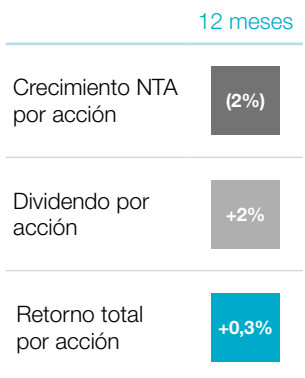 12 meses
Crecimiento NTA
por acción
(2%)
Dividendo por
acción
+2%
Retorno total
por acción
+0,3%